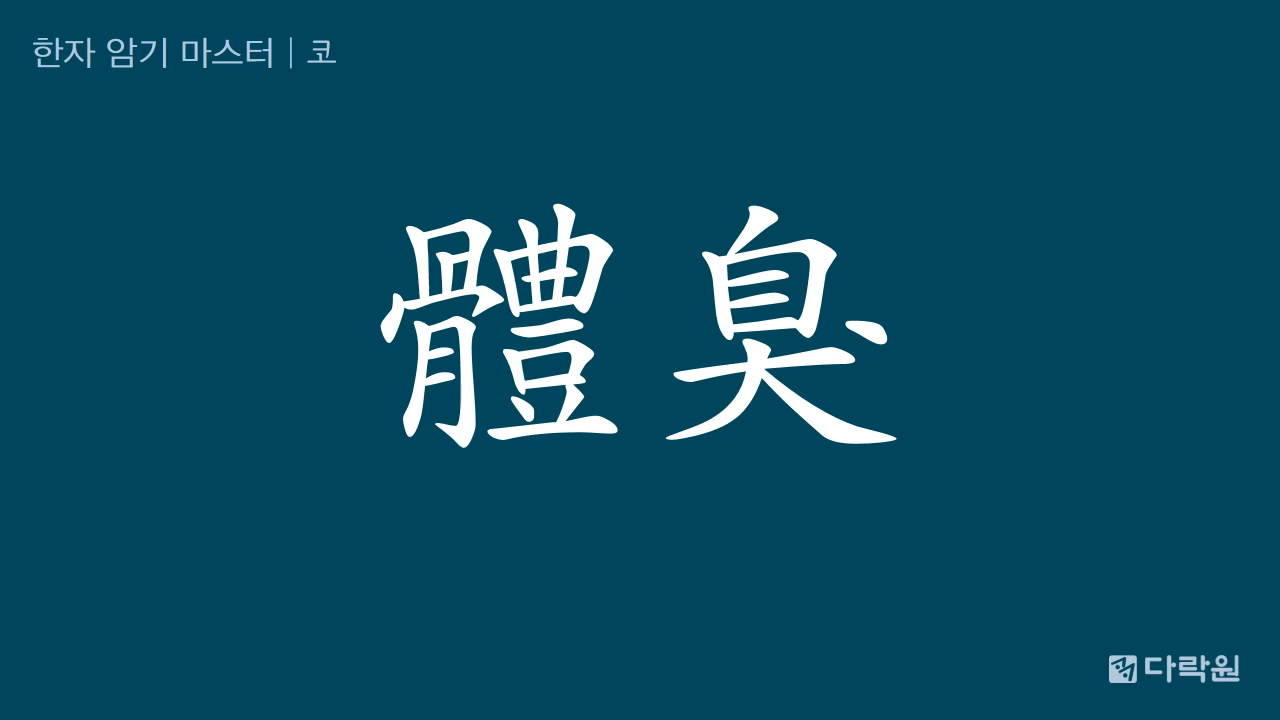 한자 암기 마스터 | 코
體臭
다락원